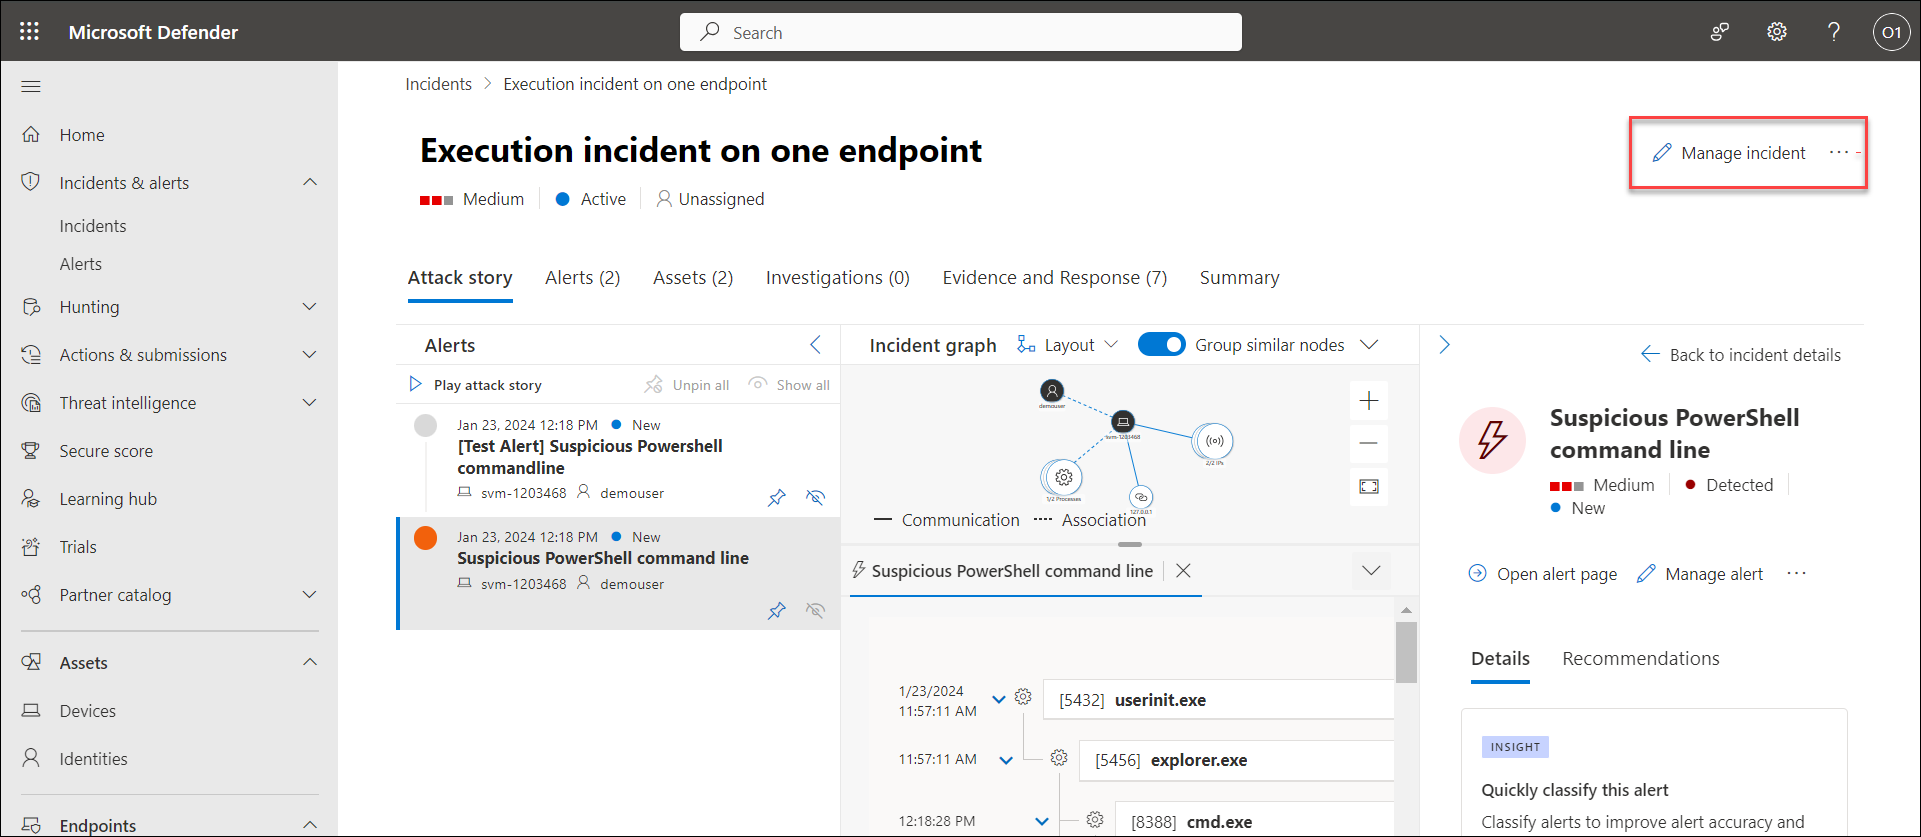 Microsoft Defender
Search
O1
Home
Incidents & alerts
Incidents
Alerts
Hunting
Actions & submissions
Threat intelligence
Secure score
Learning hub
Trials
Partner catalog
Assets
Devices
Identities
Endpoints
Incidents > Execution incident on one endpoint
Execution incident on one endpoint
Medium
Active
Unassigned
Manage incident ...
Attack story
Alerts (2)
Assets (2)
Investigations (0)
Evidence and Response (7)
Summary
Alerts
Play attack story
Unpin all
Show all
Jan 23, 2024 12:18 PM
New
[Test Alert] Suspicious Powershell
commandline
svm-1203468
demouser
Jan 23, 2024 12:18 PM
New
Suspicious PowerShell command line
svm-1203468
demouser
Incident graph
Layout
Group similar nodes
demouser
svm-1203468
2/2 IPs
1/2 Processes
127.0.0.1
Communication
Association
Suspicious PowerShell command line
1/23/2024
11:57:11 AM
[5432] userinit.exe
11:57:11 AM
[5456] explorer.exe
12:18:28 PM
[8388] cmd.exe
Back to incident details
Suspicious PowerShell
command line
Medium
Detected
New
Open alert page
Manage alert
...
Details
Recommendations
INSIGHT
Quickly classify this alert
Classify alerts to improve alert accuracy and